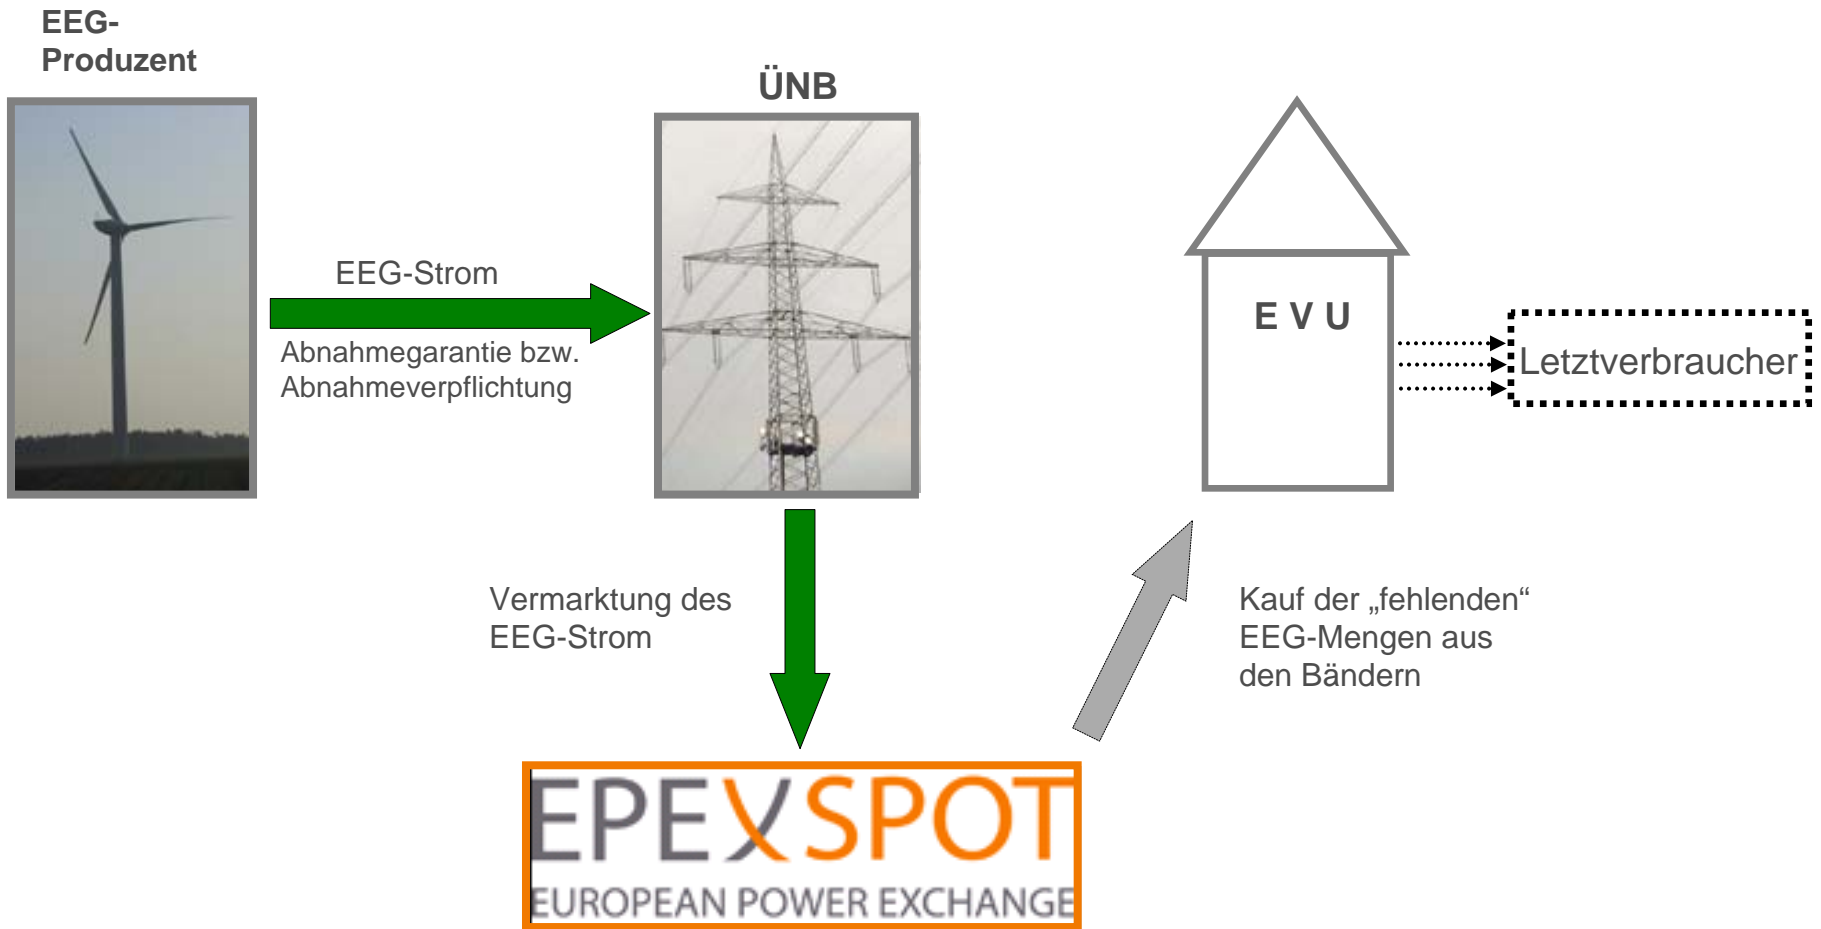 EEG-
Produzent
ÜNB
EEG-Strom
Abnahmegarantie bzw.
Abnahmeverpflichtung
E V U
Letztverbraucher
Vermarktung des
EEG-Strom
Kauf der „fehlenden“
EEG-Mengen aus
den Bändern
EPEXSPOT
EUROPEAN POWER EXCHANGE